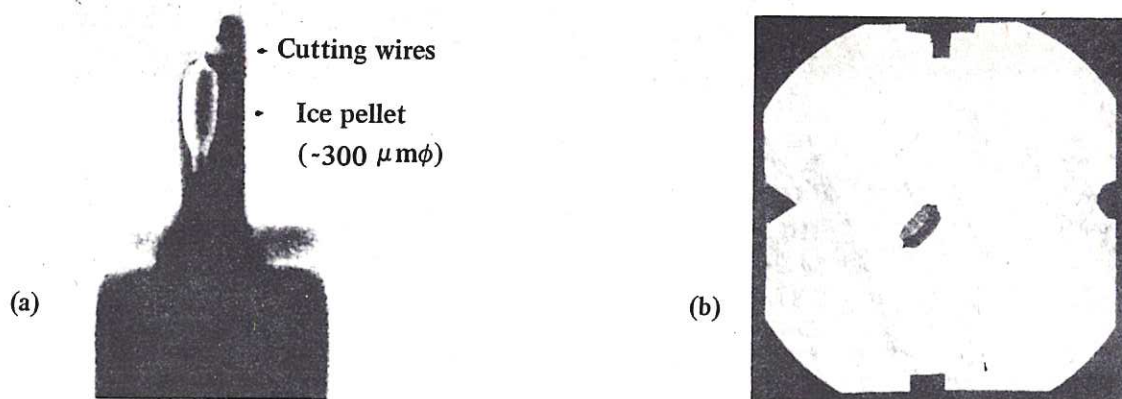 Cutting wires
Ice pellet
(~300 μmϕ)
(a)
(b)